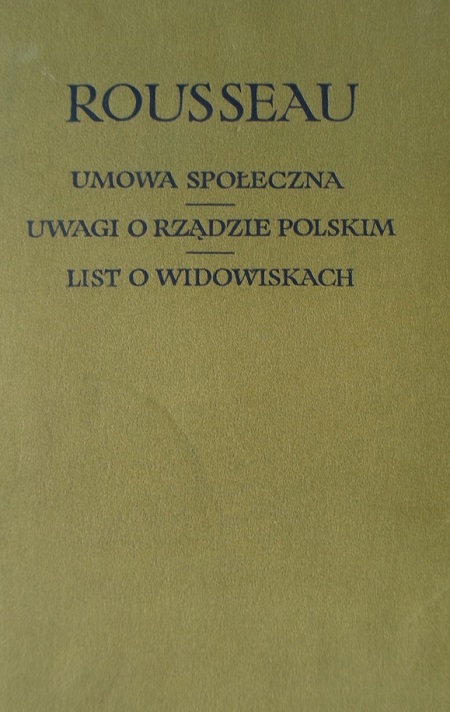 ROUSSEAU
UMOWA SPOŁECZNA
UWAGI O RZĄDZIE POLSKIM
LIST O WIDOWISKACH